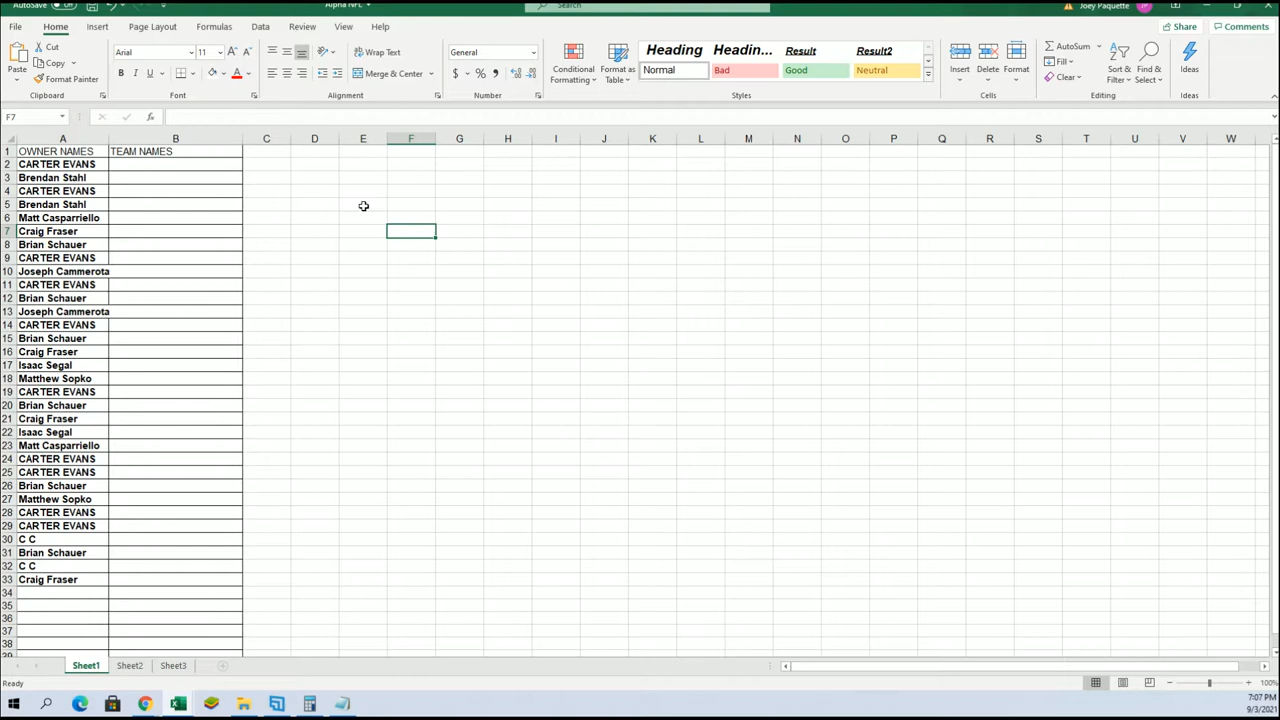 AutoSave Off Alpha NFL Search Joey Paquette JP
File Home Insert Page Layout Formulas Data Review View Help Share Comments
Paste Cut Copy Format Painter
Arial 11 A A Wrap Text General Heading Headin... Result Result2
B I U A Merge & Center $ % Normal Bad Good Neutral
Conditional Formatting Format as Table Insert Delete Format AutoSum Fill Clear Sort & Filter Find & Select Ideas
Clipboard Font Alignment Number Styles Cells Editing Ideas
F7 fx
A B C D E F G H I J K L M N O P Q R S T U V W
1 OWNER NAMES TEAM NAMES
2 CARTER EVANS
3 Brendan Stahl
4 CARTER EVANS
5 Brendan Stahl
6 Matt Casparriello
7 Craig Fraser
8 Brian Schauer
9 CARTER EVANS
10 Joseph Cammerota
11 CARTER EVANS
12 Brian Schauer
13 Joseph Cammerota
14 CARTER EVANS
15 Brian Schauer
16 Craig Fraser
17 Isaac Segal
18 Matthew Sopko
19 CARTER EVANS
20 Brian Schauer
21 Craig Fraser
22 Isaac Segal
23 Matt Casparriello
24 CARTER EVANS
25 CARTER EVANS
26 Brian Schauer
27 Matthew Sopko
28 CARTER EVANS
29 CARTER EVANS
30 C C
31 Brian Schauer
32 C C
33 Craig Fraser
34
35
36
37
38
39
Sheet1 Sheet2 Sheet3
Ready 100%
7:07 PM
9/3/2021